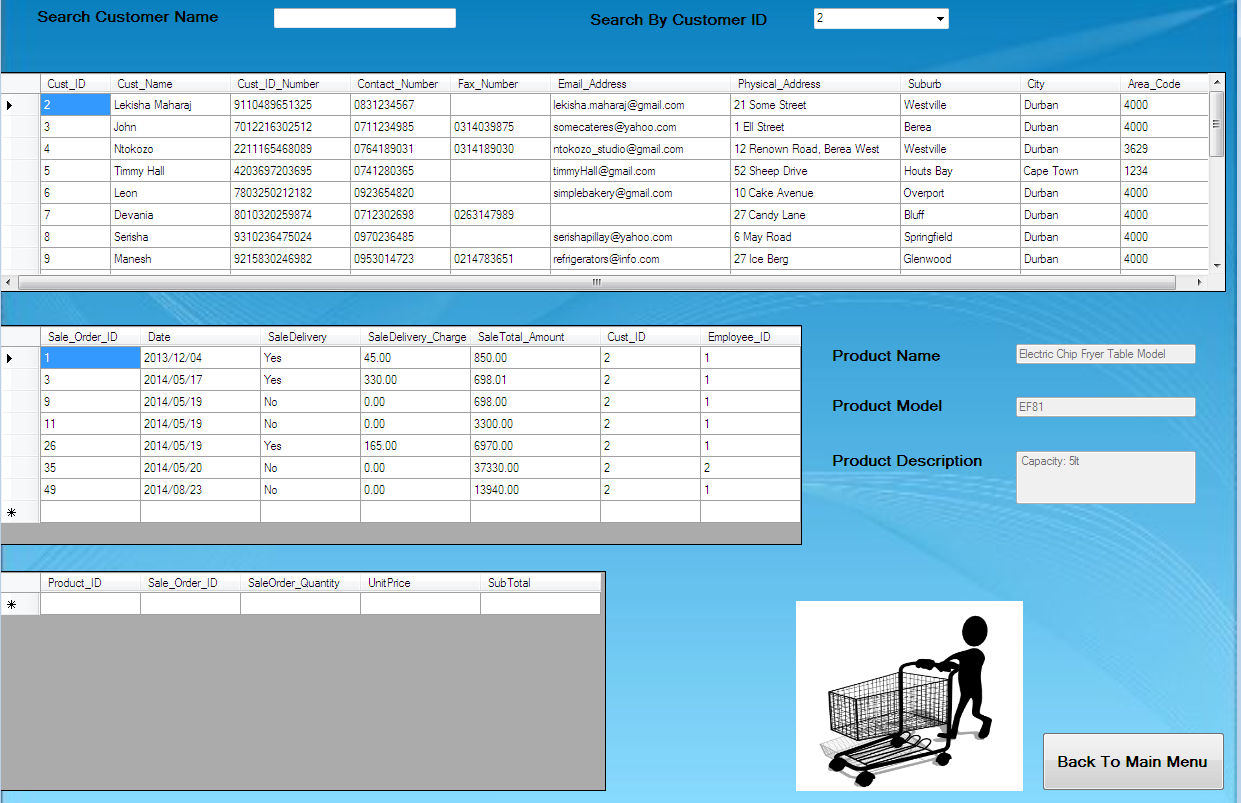 Search Customer Name
Search By Customer ID 2
Cust_ID Cust_Name Cust_ID_Number Contact_Number Fax_Number Email_Address Physical_Address Suburb City Area_Code
2 Lekisha Maharaj 9110489651325 0831234567 lekisha.maharaj@gmail.com 21 Some Street Westville Durban 4000
3 John 7012216302512 0711234985 0314039875 somecateres@yahoo.com 1 Ell Street Berea Durban 4000
4 Ntokozo 2211165468089 0764189031 0314189030 ntokozo_studio@gmail.com 12 Renown Road, Berea West Westville Durban 3629
5 Timmy Hall 4203697203695 0741280365 timmyHall@gmail.com 52 Sheep Drive Houts Bay Cape Town 1234
6 Leon 7803250212182 0923654820 simplebakery@gmail.com 10 Cake Avenue Overport Durban 4000
7 Devania 8010320259874 0712302698 0263147989 27 Candy Lane Bluff Durban 4000
8 Serisha 9310236475024 0970236485 serishapillay@yahoo.com 6 May Road Springfield Durban 4000
9 Manesh 9215830246982 0953014723 0214783651 refrigerators@info.com 27 Ice Berg Glenwood Durban 4000
Sale_Order_ID Date SaleDelivery SaleDelivery_Charge SaleTotal_Amount Cust_ID Employee_ID
1 2013/12/04 Yes 45.00 850.00 2 1
3 2014/05/17 Yes 330.00 698.01 2 1
9 2014/05/19 No 0.00 698.00 2 1
11 2014/05/19 No 0.00 3300.00 2 1
26 2014/05/19 Yes 165.00 6970.00 2 1
35 2014/05/20 No 0.00 37330.00 2 2
49 2014/08/23 No 0.00 13940.00 2 1
Product Name Electric Chip Fryer Table Model
Product Model EF81
Product Description Capacity: 5lt
Product_ID Sale_Order_ID SaleOrder_Quantity UnitPrice SubTotal
Back To Main Menu